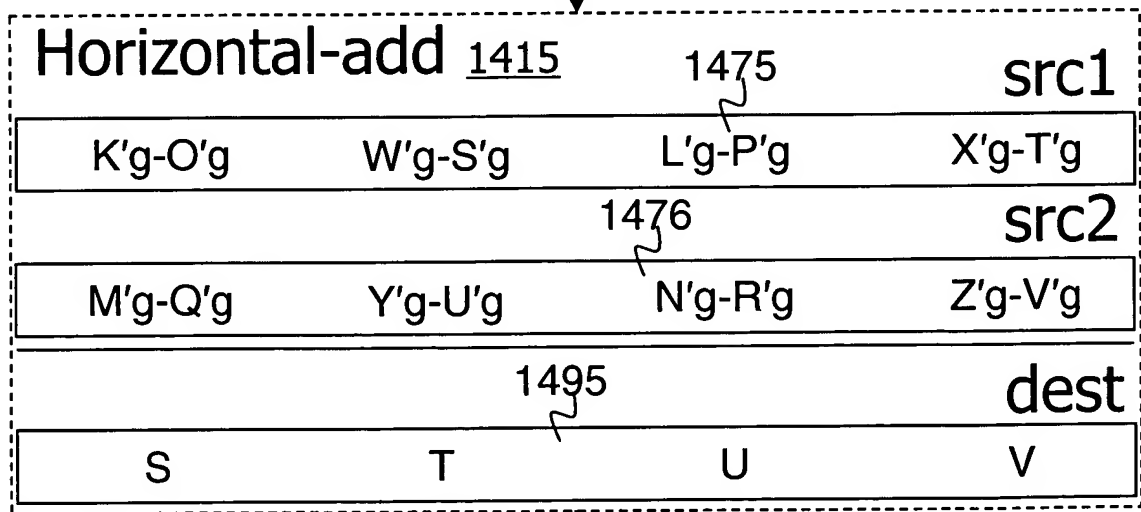 Horizontal-add 1415 1475 src1
K'g-O'g W'g-S'g L'g-P'g X'g-T'g
1476 src2
M'g-Q'g Y'g-U'g N'g-R'g Z'g-V'g
1495 dest
S T U V